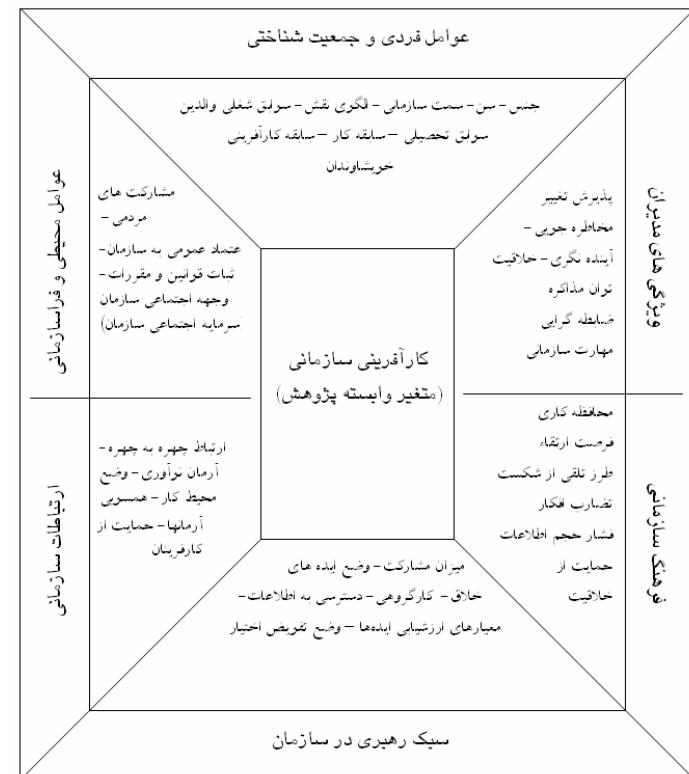 عوامل فردی و جمعیت شناختی
جنس – سن – سمت سازمانی – الگوی نقش – سوابق شغلی والدین
سوابق تحصیلی – سابقه کار – سابقه کارآفرینی
خویشاوندان
ویژگی های مدیران
پذیرش تغییر
مخاطره جویی –
آینده نگری – خلاقیت
توان مذاکره
ضابطه گرایی
مهارت سازمانی
عوامل محیطی و فراسازمانی
مشارکت های
مردمی –
عتماد عمومی به سازمان –
ثبات قوانین و مقررات –
وجهه اجتماعی سازمان
(سرمایه اجتماعی سازمان)
کارآفرینی سازمانی
(متغیر وابسته پژوهش)
فرهنگ سازمانی
محافظه کاری
فرصت ارتقاء
طرز تلقی از شکست
تضارب افکار
فشار حجم اطلاعات
حمایت از
خلاقیت
ارتباطات سازمانی
ارتباط چهره به چهره –
آرمان نوآوری – وضع
محیط کار – همسویی
آرمانها – حمایت از
کارفرینان
میزان مشارکت – وضع ایده های
خلاق – کارگروهی – دسترسی به اطلاعات –
معیارهای ارزشیابی ایده‌ها – وضع تفویض اختیار
سبک رهبری در سازمان